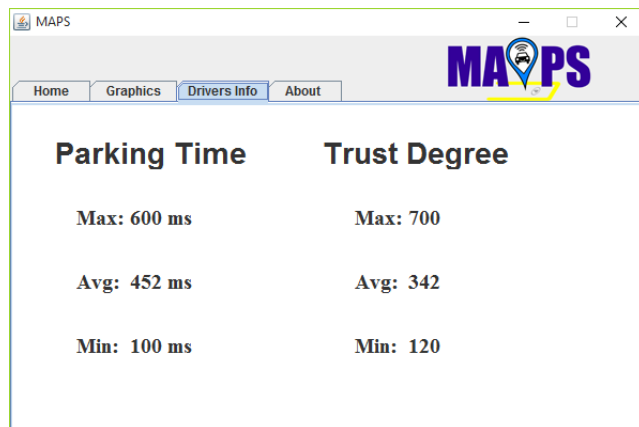 MAPS
MAPS
Home Graphics Drivers Info About
Parking Time Trust Degree
Max: 600 ms Max: 700
Avg: 452 ms Avg: 342
Min: 100 ms Min: 120